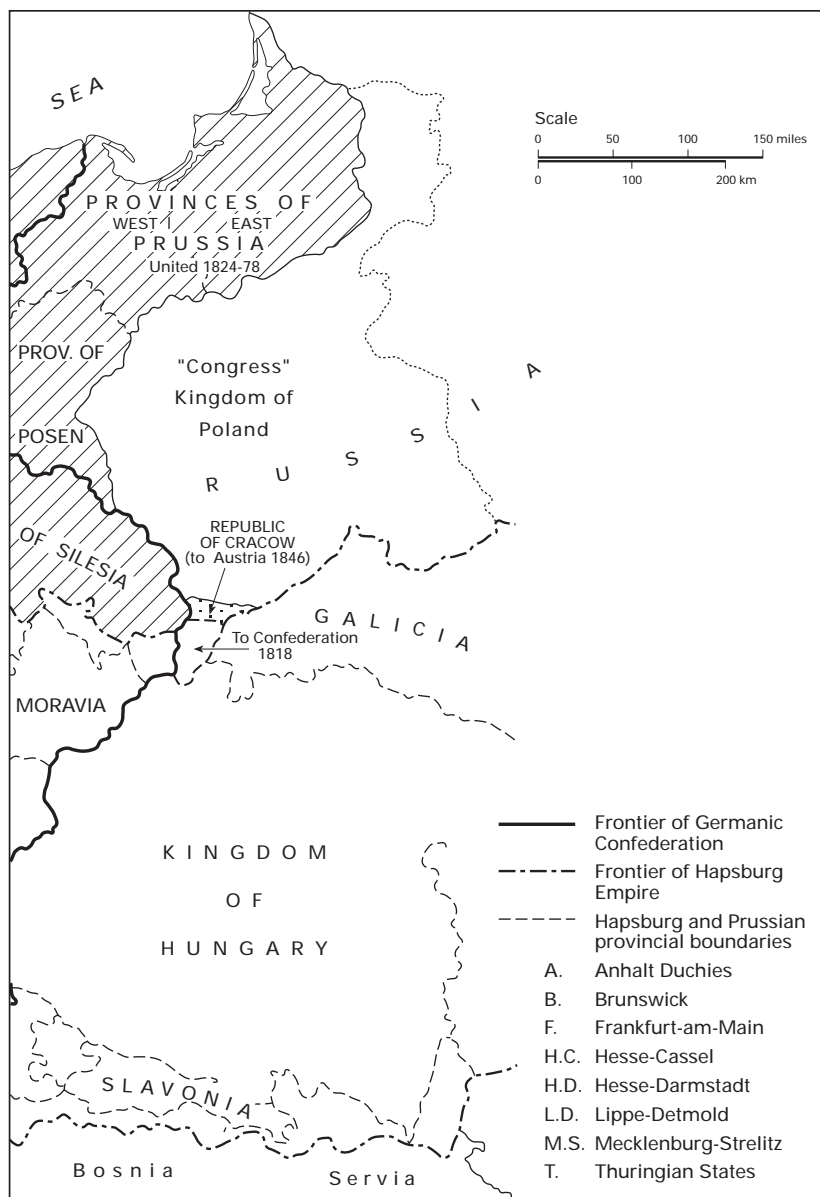 SEA
Scale
0 50 100 150 miles
0 100 200 km
PROVINCES OF
WEST I EAST
PRUSSIA
United 1824-78
PROV. OF
POSEN
"Congress"
Kingdom of
Poland
RUSSIA
OF SILESIA
REPUBLIC
OF CRACOW
(to Austria 1846)
GALICIA
To Confederation
1818
MORAVIA
KINGDOM
OF
HUNGARY
SLAVONIA
Bosnia
Servia
Frontier of Germanic
Confederation
Frontier of Hapsburg
Empire
Hapsburg and Prussian
provincial boundaries
A. Anhalt Duchies
B. Brunswick
F. Frankfurt-am-Main
H.C. Hesse-Cassel
H.D. Hesse-Darmstadt
L.D. Lippe-Detmold
M.S. Mecklenburg-Strelitz
T. Thuringian States